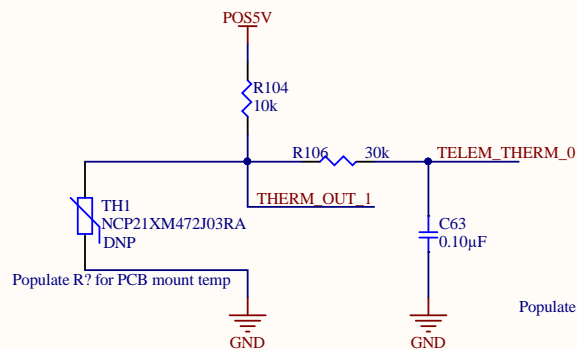 POS5V
R104
10k
R106 30k TELEM_THERM_0
THERM_OUT_1
TH1
NCP21XM472J03RA
DNP
C63
0.10µF
Populate R? for PCB mount temp
Populate
GND GND